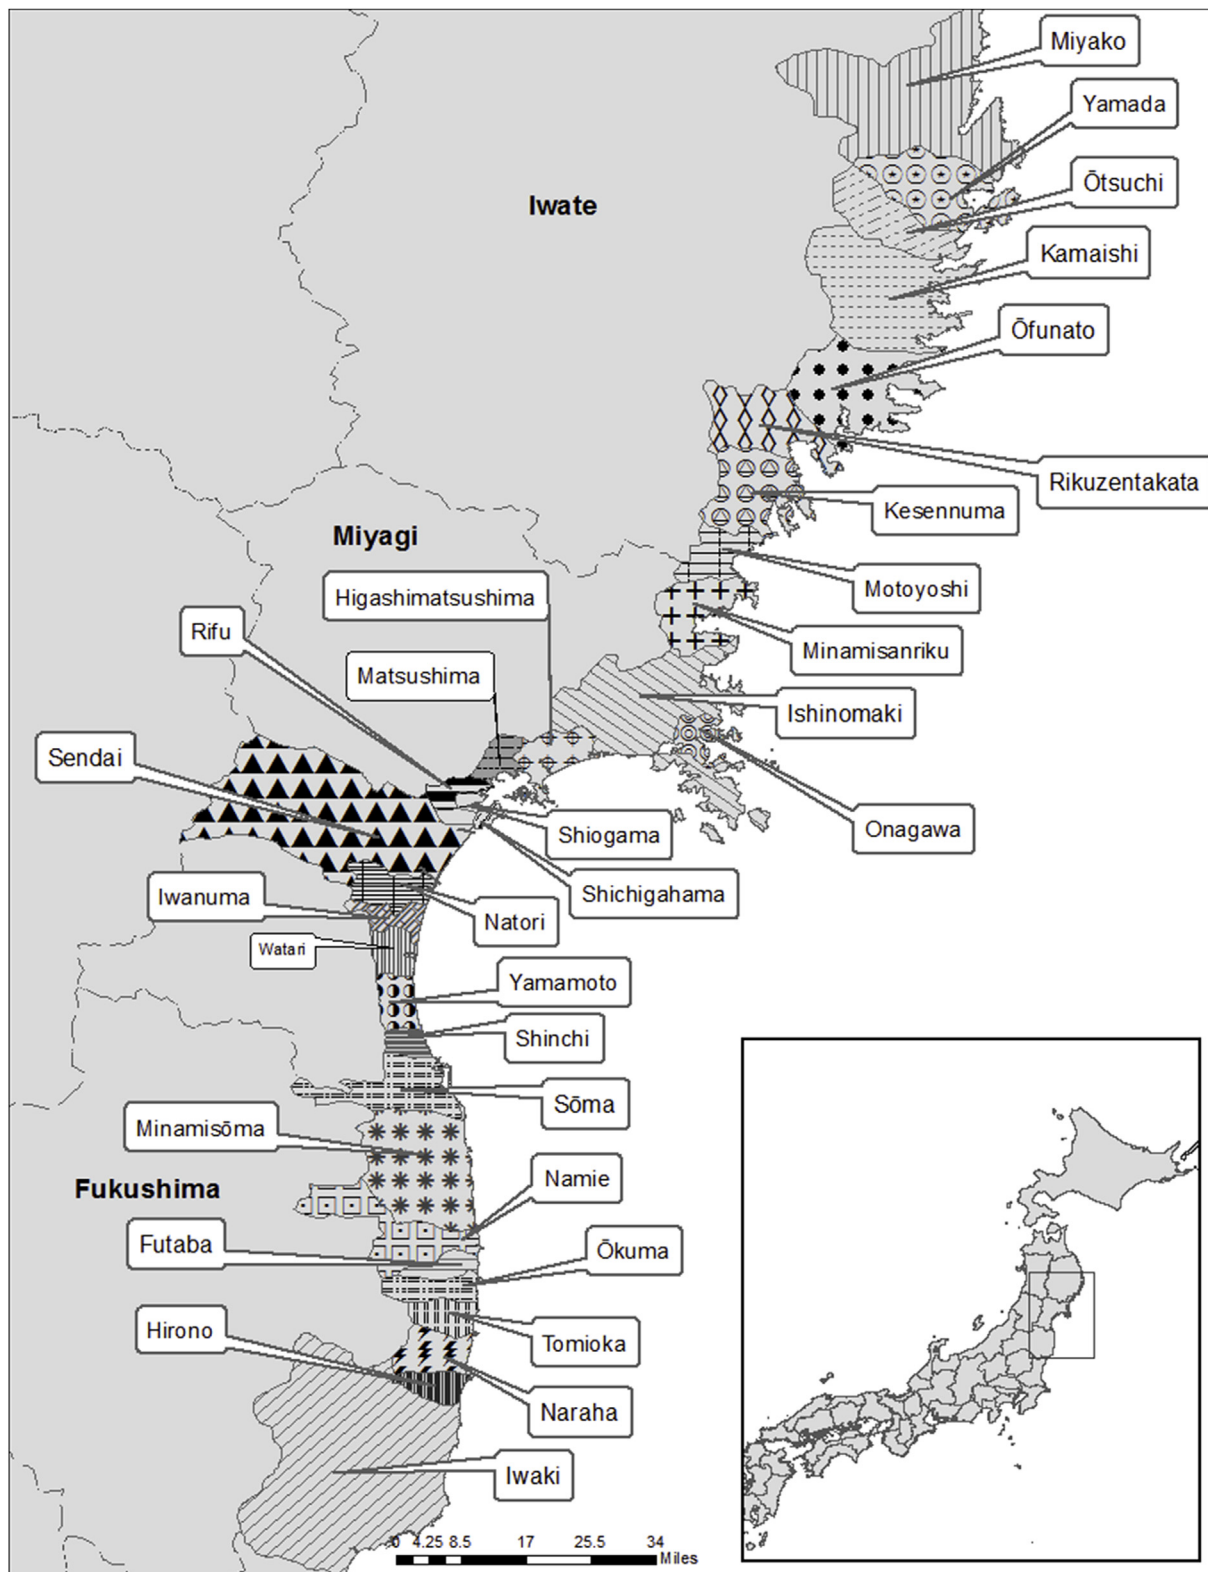 Miyako
Yamada
Ōtsuchi
Iwate
Kamaishi
Ōfunato
Rikuzentakata
Kesennuma
Miyagi
Motoyoshi
Higashimatsushima
Rifu
Minamisanriku
Matsushima
Ishinomaki
Sendai
Onagawa
Shiogama
Shichigahama
Iwanuma
Natori
Watari
Yamamoto
Shinchi
Sōma
Minamisōma
Namie
Fukushima
Futaba
Ōkuma
Hirono
Tomioka
Naraha
Iwaki
0 4.25 8.5 17 25.5 34
Miles